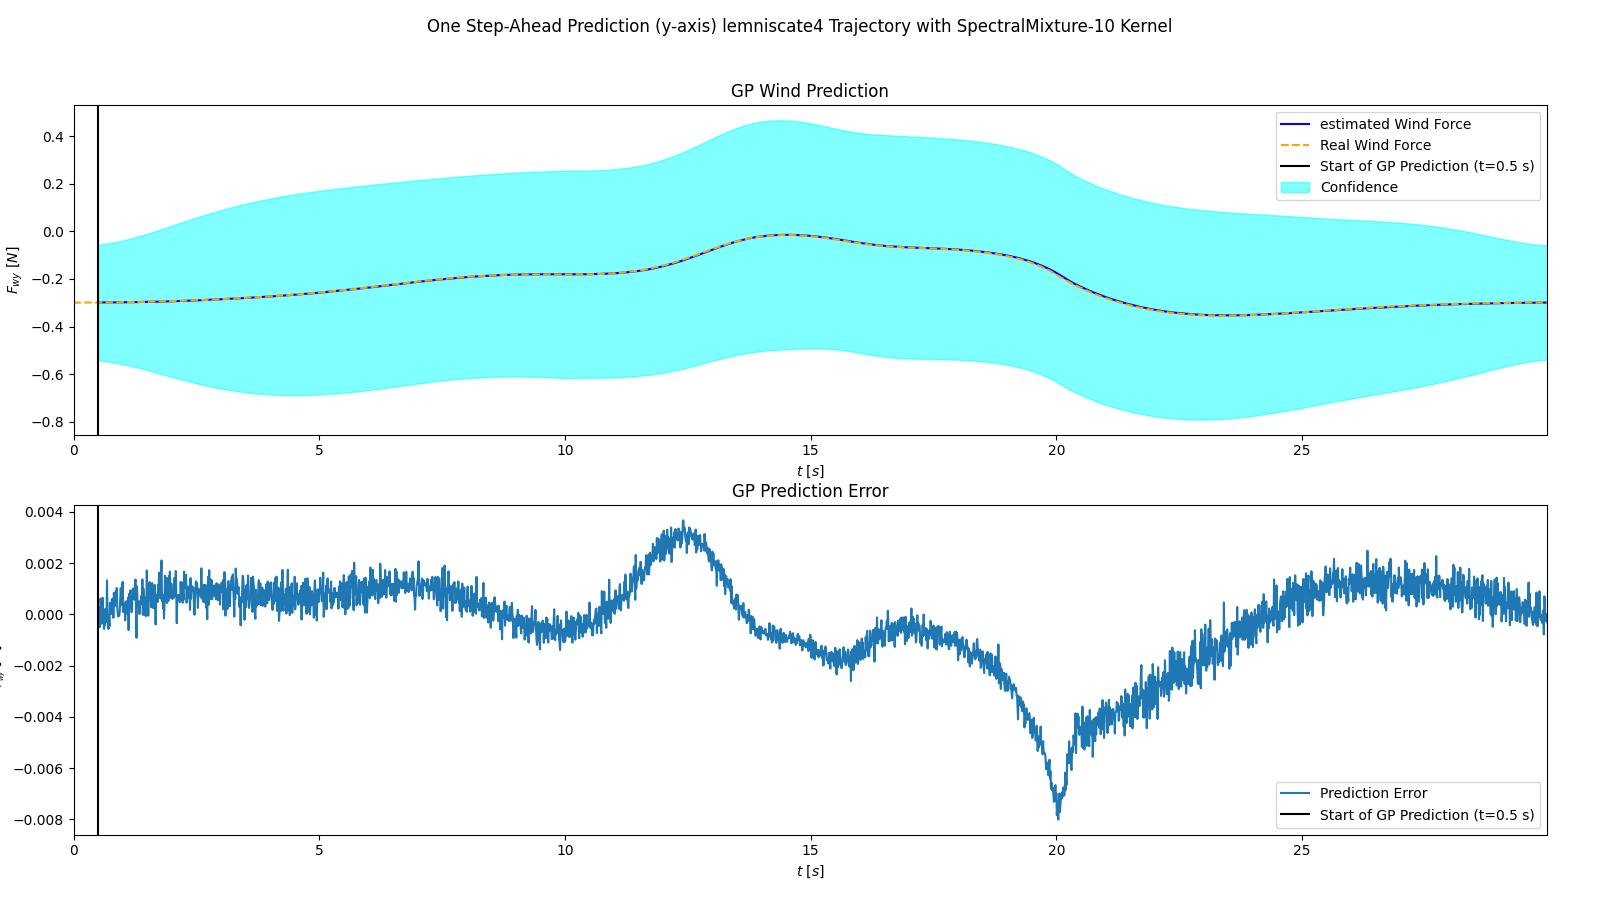 One Step-Ahead Prediction (y-axis) lemniscate4 Trajectory with SpectralMixture-10 Kernel
GP Wind Prediction
estimated Wind Force
Real Wind Force
Start of GP Prediction (t=0.5 s)
Confidence
F_wy [N]
0.4
0.2
0.0
−0.2
−0.4
−0.6
−0.8
0 5 10 15 20 25
t [s]
GP Prediction Error
0.004
0.002
0.000
−0.002
−0.004
−0.006
−0.008
Prediction Error
Start of GP Prediction (t=0.5 s)
0 5 10 15 20 25
t [s]